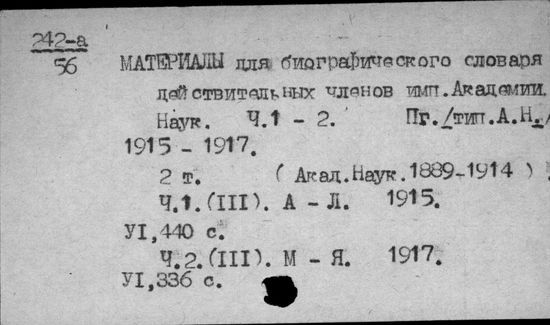 242-а
56
МАТЕРИАЛЫ для биографического словаря
действительных членов имп.Академии
Наук. Ч.1 - 2. Пг./тип.А.Н./
1915 - 1917.
2 т. ( Акад.Наук.1889-1914 ).
Ч.1.(III). А - Л. 1915.
УI,440 с.
Ч.2.(III). М - Я. 1917.
УI,336 с.